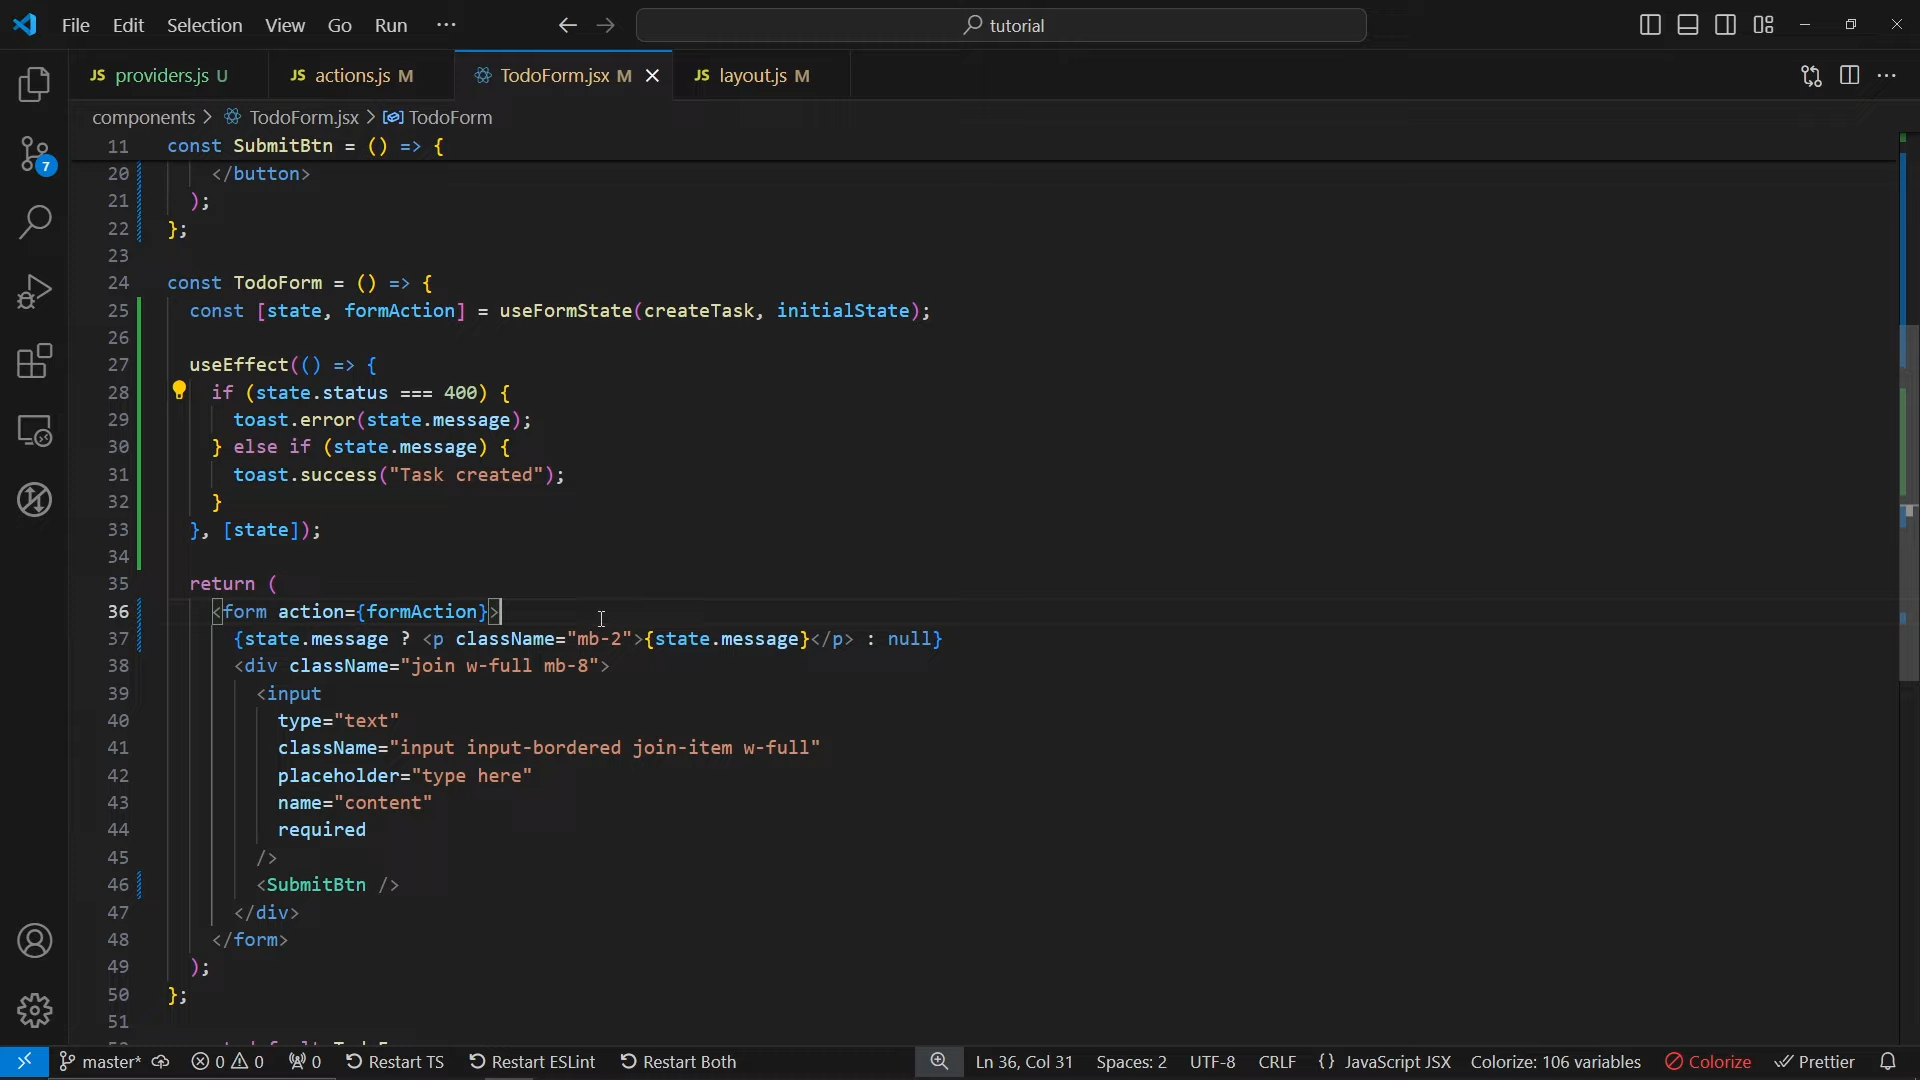 File Edit Selection View Go Run ··· tutorial
JS providers.js U JS actions.js M TodoForm.jsx M JS layout.js M
components > TodoForm.jsx > TodoForm
11 const SubmitBtn = () => {
20 </button>
21 );
22 };
23
24 const TodoForm = () => {
25 const [state, formAction] = useFormState(createTask, initialState);
26
27 useEffect(() => {
28 if (state.status === 400) {
29 toast.error(state.message);
30 } else if (state.message) {
31 toast.success("Task created");
32 }
33 }, [state]);
34
35 return (
36 <form action={formAction}>
37 {state.message ? <p className="mb-2">{state.message}</p> : null}
38 <div className="join w-full mb-8">
39 <input
40 type="text"
41 className="input input-bordered join-item w-full"
42 placeholder="type here"
43 name="content"
44 required
45 />
46 <SubmitBtn />
47 </div>
48 </form>
49 );
50 };
51
7
master* 0 0 0 Restart TS Restart ESLint Restart Both Ln 36, Col 31 Spaces: 2 UTF-8 CRLF {} JavaScript JSX Colorize: 106 variables Colorize Prettier